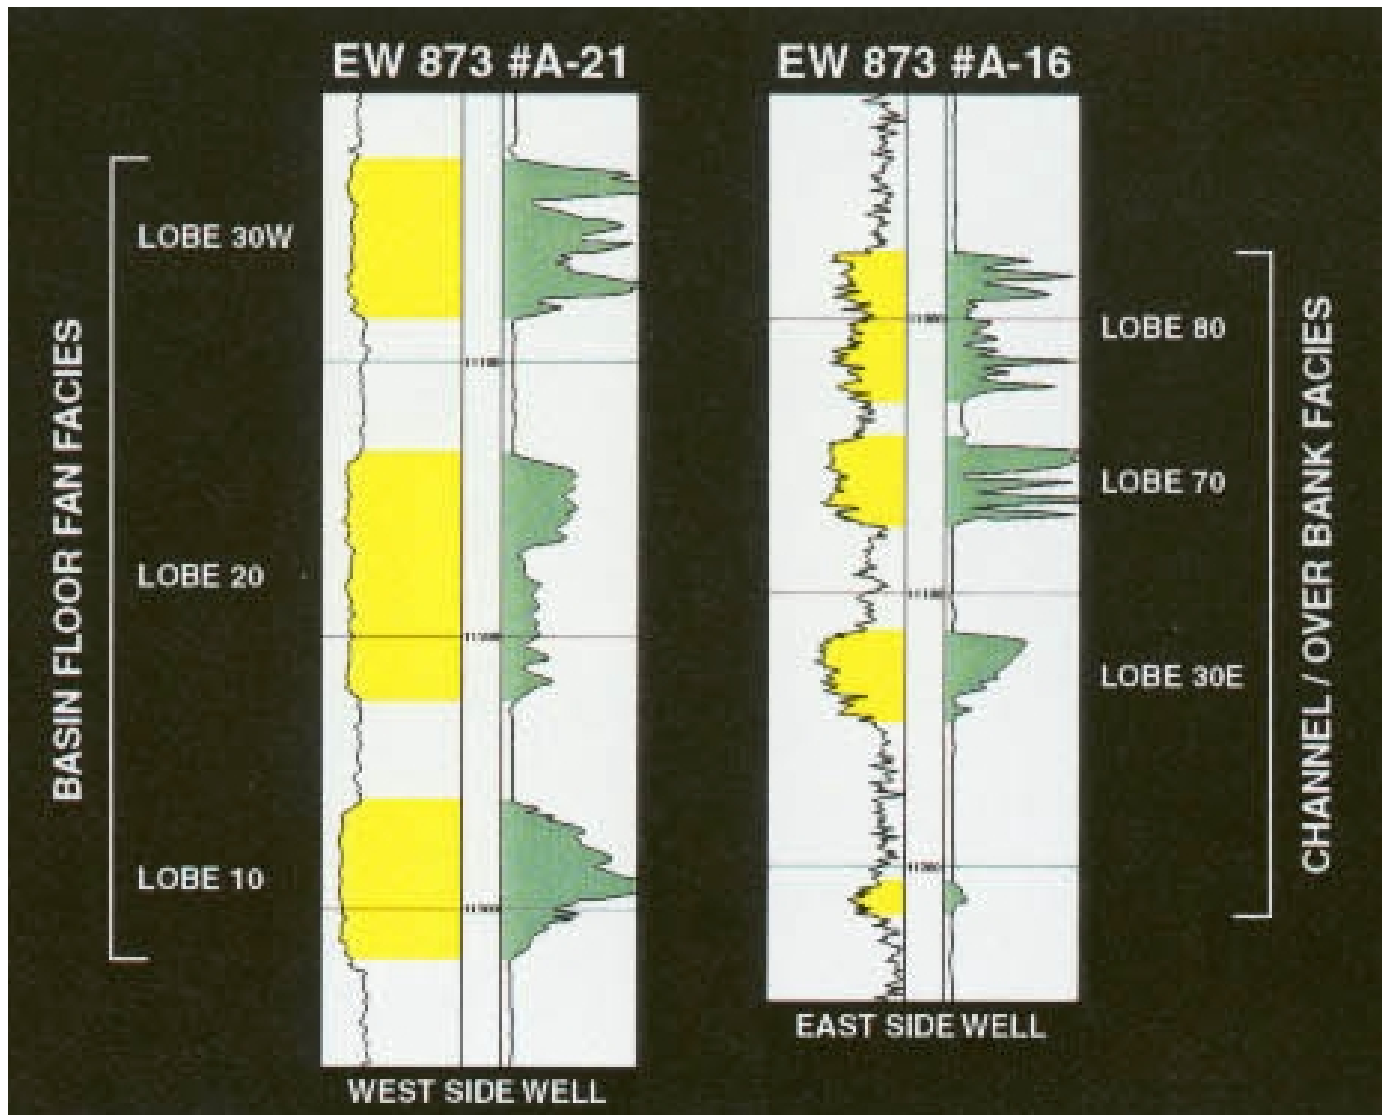 EW 873 #A-21
EW 873 #A-16
BASIN FLOOR FAN FACIES
LOBE 30W
LOBE 20
LOBE 10
LOBE 80
LOBE 70
LOBE 30E
CHANNEL / OVER BANK FACIES
WEST SIDE WELL
EAST SIDE WELL